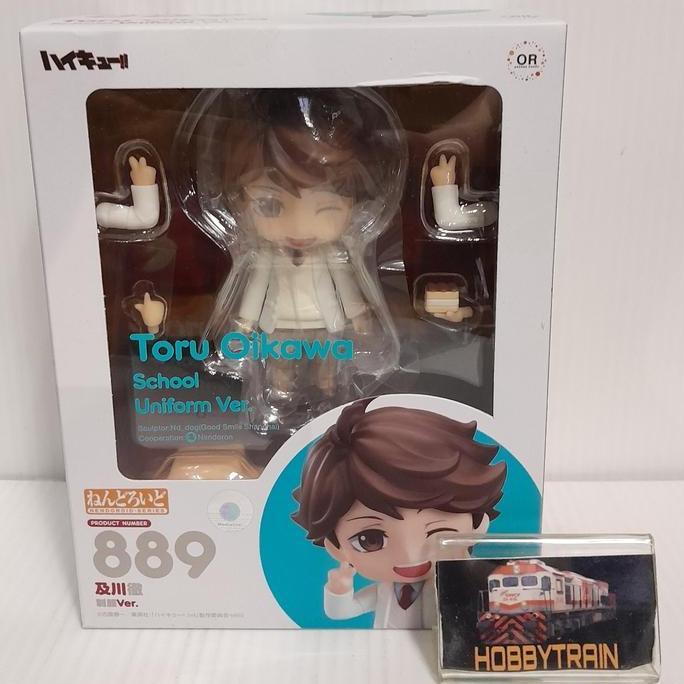 ハイキュー!!
OR
Toru Oikawa
School
Uniform Ver.
Sculptor:Nd_dog(Good Smile Shanghai)
Cooperation: Nendoron
ねんどろいど
NENDOROID SERIES
PRODUCT NUMBER
889
及川 徹
制服Ver.
HOBBYTRAIN